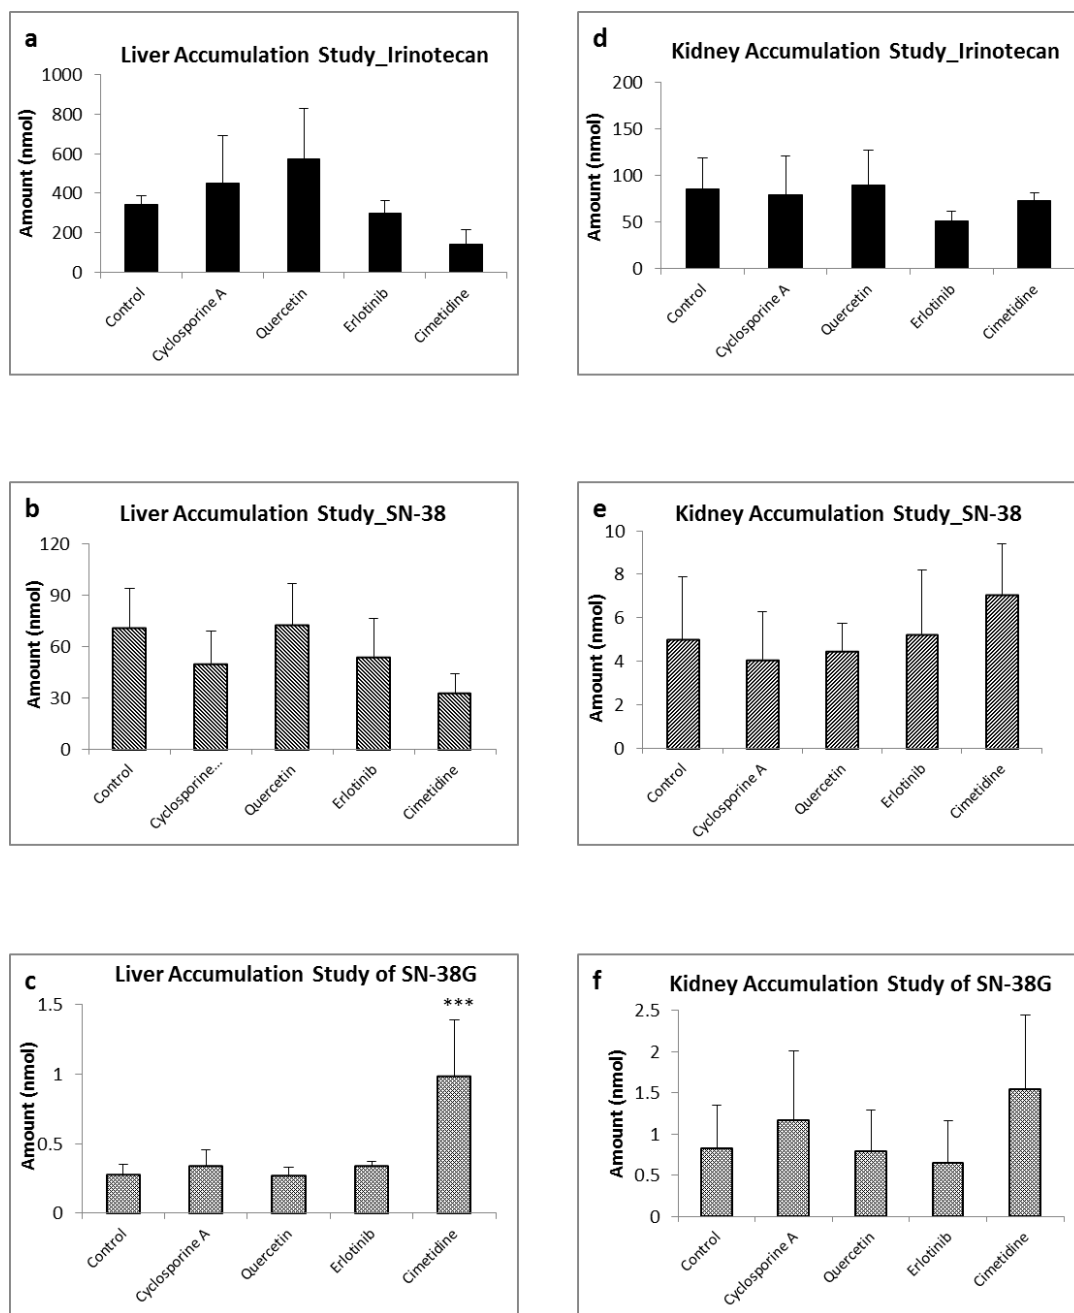 a
Liver Accumulation Study_Irinotecan
Amount (nmol)
1000
800
600
400
200
0
Control
Cyclosporine A
Quercetin
Erlotinib
Cimetidine
d
Kidney Accumulation Study_Irinotecan
Amount (nmol)
200
150
100
50
0
Control
Cyclosporine A
Quercetin
Erlotinib
Cimetidine
b
Liver Accumulation Study_SN-38
Amount (nmol)
120
90
60
30
0
Control
Cyclosporine...
Quercetin
Erlotinib
Cimetidine
e
Kidney Accumulation Study_SN-38
Amount (nmol)
10
8
6
4
2
0
Control
Cyclosporine A
Quercetin
Erlotinib
Cimetidine
c
Liver Accumulation Study of SN-38G
Amount (nmol)
1.5
1
0.5
0
***
Control
Cyclosporine A
Quercetin
Erlotinib
Cimetidine
f
Kidney Accumulation Study of SN-38G
Amount (nmol)
2.5
2
1.5
1
0.5
0
Control
Cyclosporine A
Quercetin
Erlotinib
Cimetidine